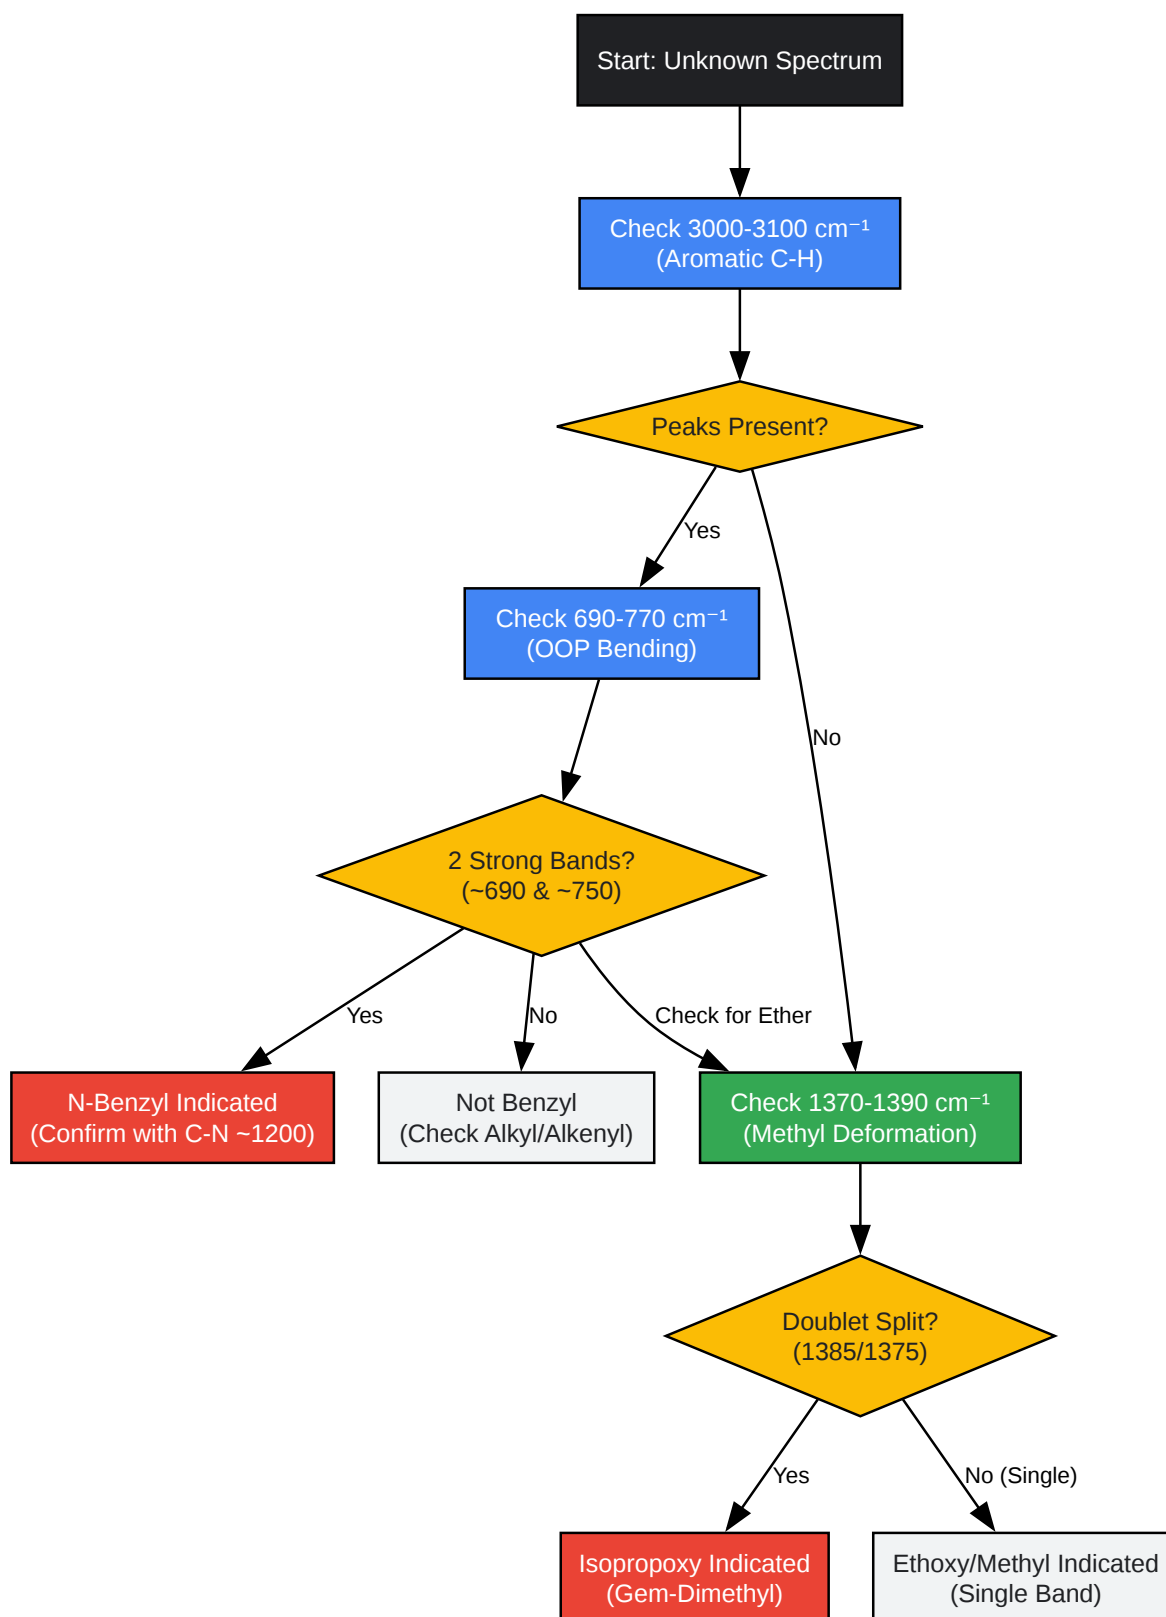 Start: Unknown Spectrum
Check 3000-3100 cm⁻¹
(Aromatic C-H)
Peaks Present?
Yes
Check 690-770 cm⁻¹
(OOP Bending)
No
2 Strong Bands?
(~690 & ~750)
Yes
No
Check for Ether
N-Benzyl Indicated
(Confirm with C-N ~1200)
Not Benzyl
(Check Alkyl/Alkenyl)
Check 1370-1390 cm⁻¹
(Methyl Deformation)
Doublet Split?
(1385/1375)
Yes
No (Single)
Isopropoxy Indicated
(Gem-Dimethyl)
Ethoxy/Methyl Indicated
(Single Band)